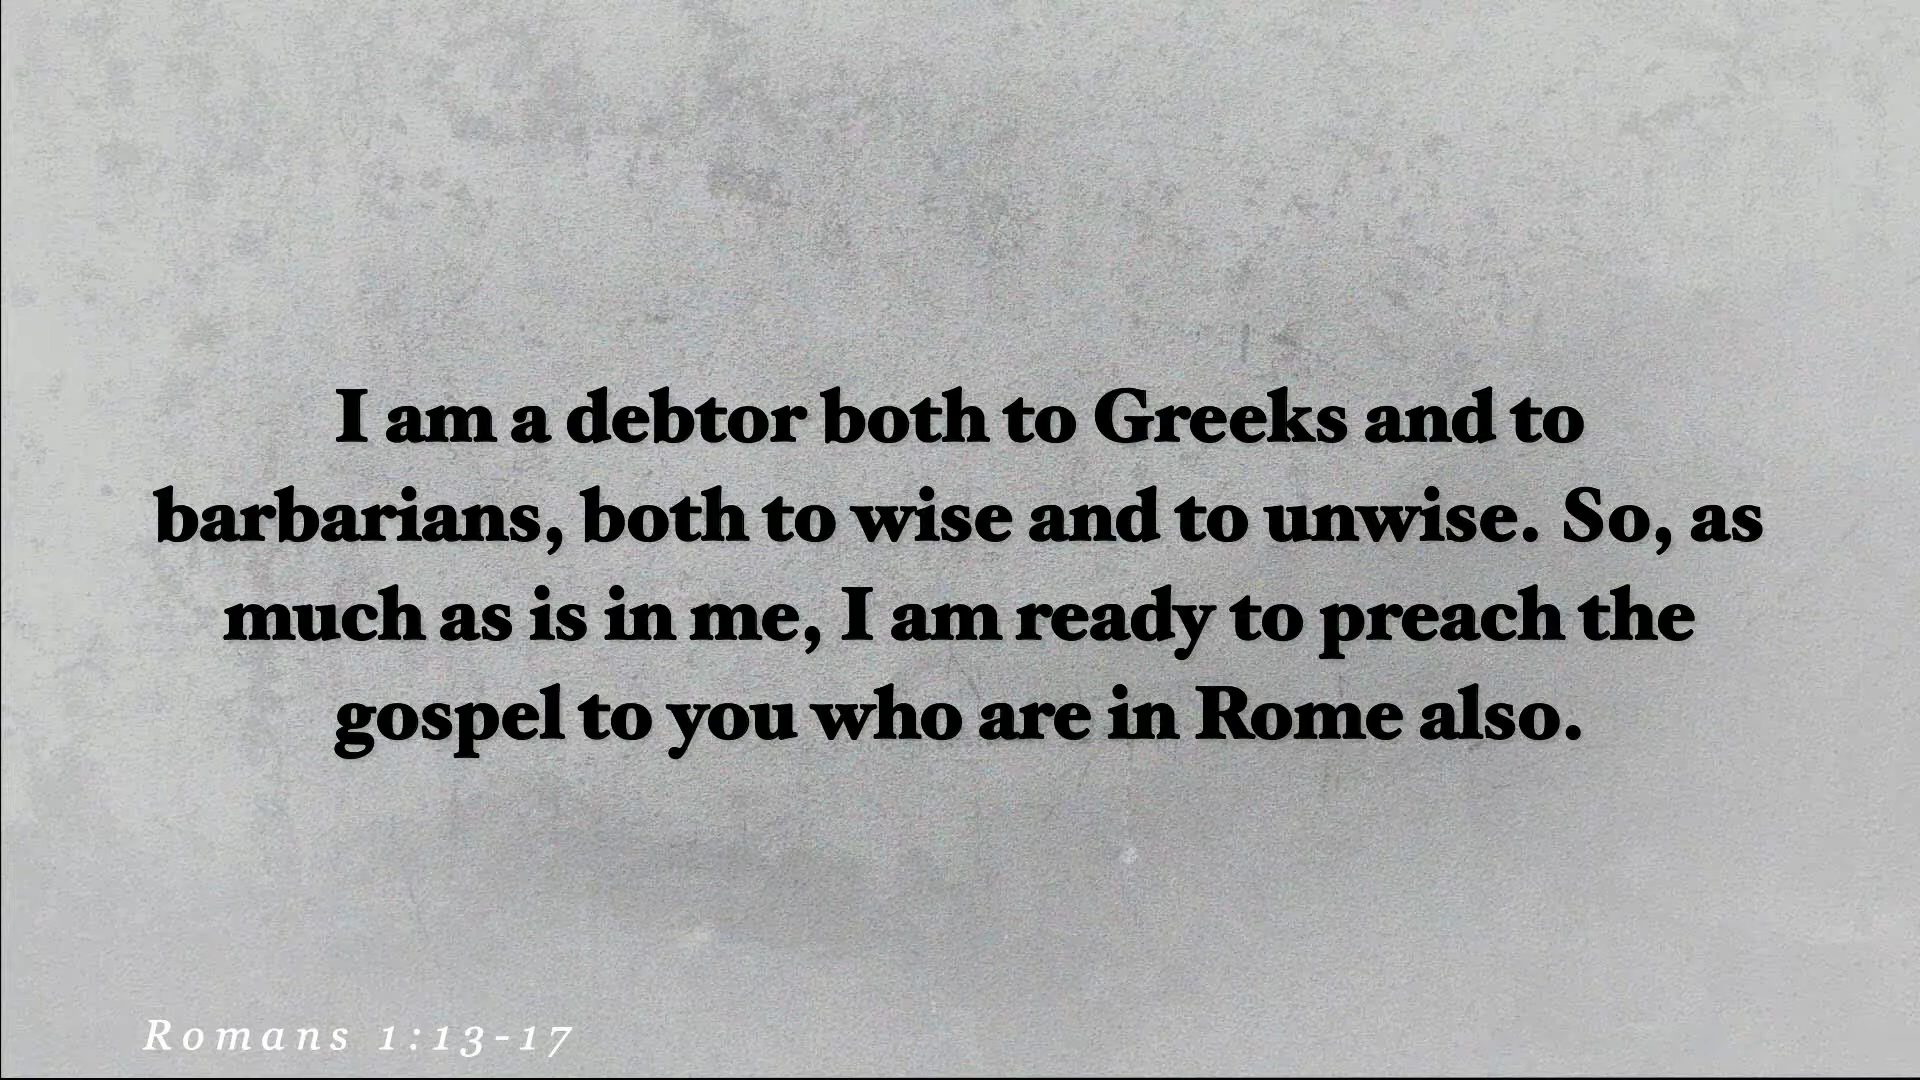 I am a debtor both to Greeks and to
barbarians, both to wise and to unwise. So, as
much as is in me, I am ready to preach the
gospel to you who are in Rome also.
Romans 1:13-17